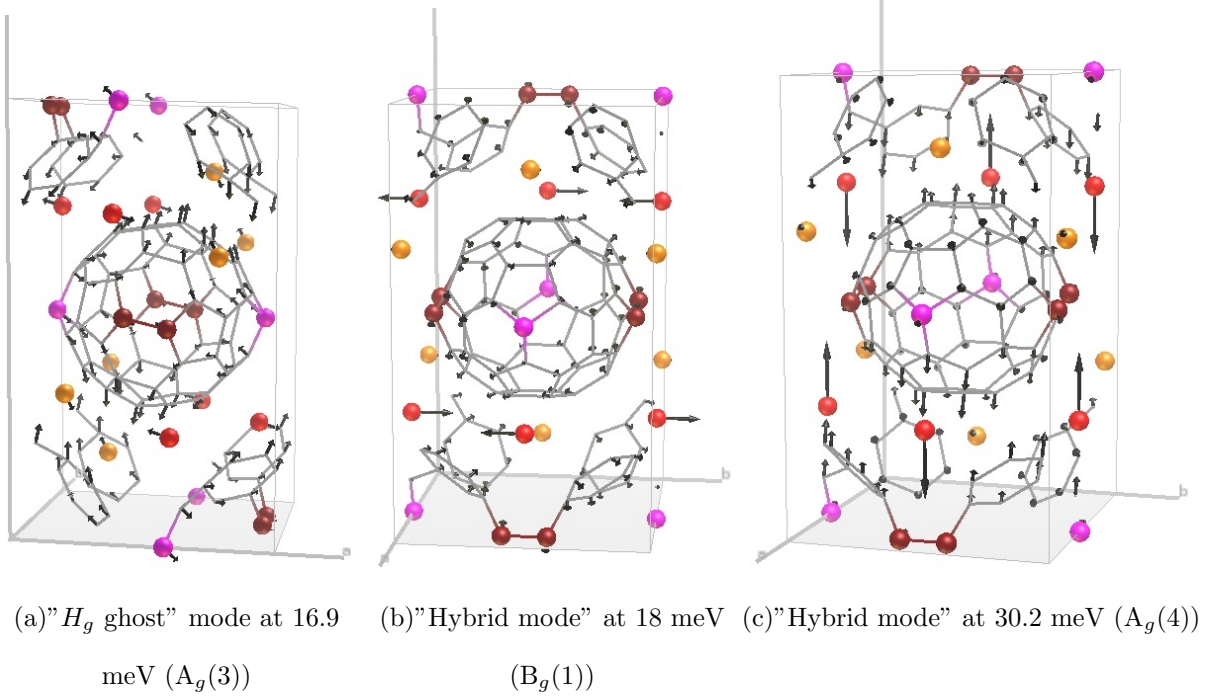 a
b
a
b
a
(a)"H_g ghost" mode at 16.9
meV (A_g(3))
(b)"Hybrid mode" at 18 meV
(B_g(1))
(c)"Hybrid mode" at 30.2 meV (A_g(4))